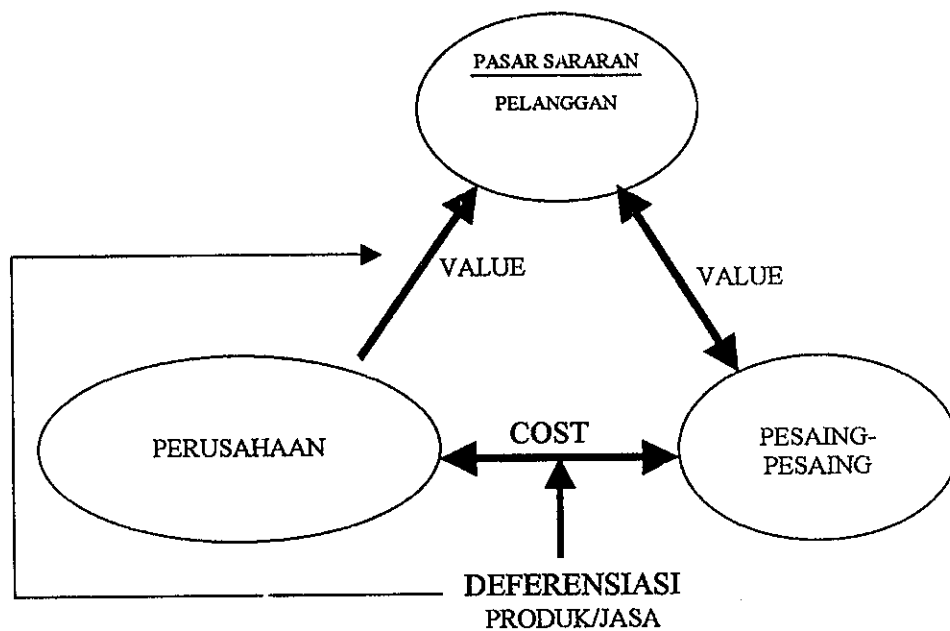 PASAR SARARAN
PELANGGAN
VALUE
VALUE
PERUSAHAAN
COST
PESAING-
PESAING
DEFERENSIASI
PRODUK/JASA